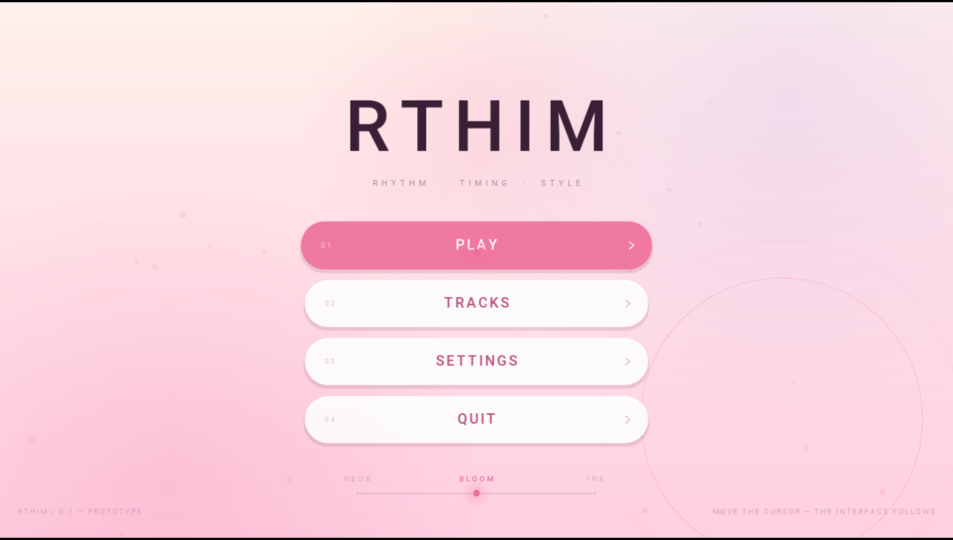 RTHIM
RHYTHM · TIMING · STYLE
01 PLAY >
02 TRACKS >
03 SETTINGS >
04 QUIT >
NEON BLOOM INK
RTHIM / 0.1 — PROTOTYPE
MOVE THE CURSOR — THE INTERFACE FOLLOWS